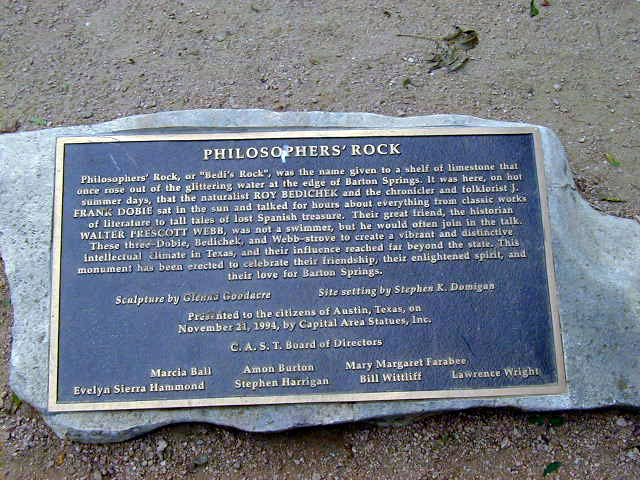 PHILOSOPHERS' ROCK
Philosophers' Rock, or "Bedi's Rock", was the name given to a shelf of limestone that
once rose out of the glittering water at the edge of Barton Springs. It was here, on hot
summer days, that the naturalist ROY BEDICHEK and the chronicler and folklorist J.
FRANK DOBIE sat in the sun and talked for hours about everything from classic works
of literature to tall tales of lost Spanish treasure. Their great friend, the historian
WALTER PRESCOTT WEBB, was not a swimmer, but he would often join in the talk.
These three–Dobie, Bedichek, and Webb–strove to create a vibrant and distinctive
intellectual climate in Texas, and their influence reached far beyond the state. This
monument has been erected to celebrate their friendship, their enlightened spirit, and
their love for Barton Springs.
Sculpture by Glenna Goodacre Site setting by Stephen K. Domigan
Presented to the citizens of Austin, Texas, on
November 21, 1994, by Capital Area Statues, Inc.
C. A. S. T. Board of Directors
Marcia Ball Amon Burton Mary Margaret Farabee
Evelyn Sierra Hammond Stephen Harrigan Bill Wittliff Lawrence Wright